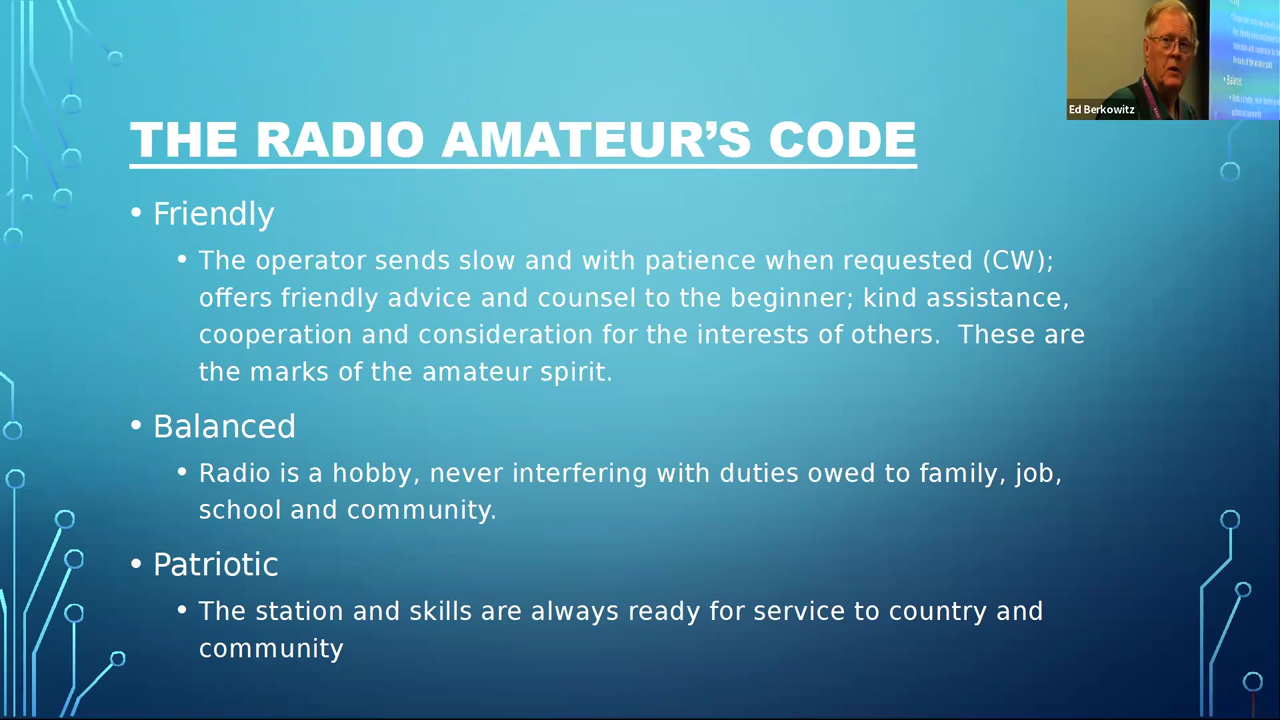 THE RADIO AMATEUR’S CODE
• Friendly
• The operator sends slow and with patience when requested (CW);
offers friendly advice and counsel to the beginner; kind assistance,
cooperation and consideration for the interests of others.  These are
the marks of the amateur spirit.
• Balanced
• Radio is a hobby, never interfering with duties owed to family, job,
school and community.
• Patriotic
• The station and skills are always ready for service to country and
community
Ed Berkowitz
• Balanced